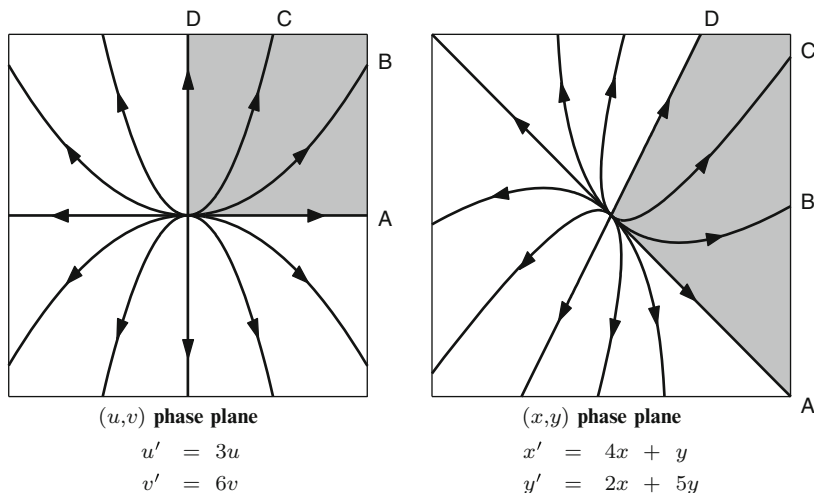 D C D
B C
A B
A
(u,v) phase plane (x,y) phase plane
u′ = 3u x′ = 4x + y
v′ = 6v y′ = 2x + 5y